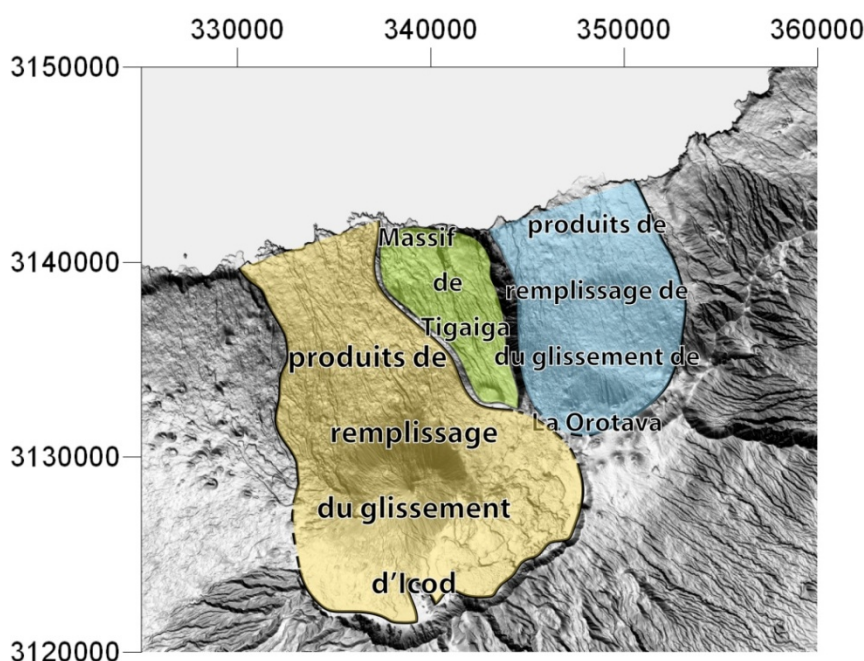 330000 340000 350000 360000
3150000
3140000
3130000
3120000
Massif
de
Tigaiga
produits de
remplissage de
du glissement de
La Orotava
produits de
remplissage
du glissement
d'Icod